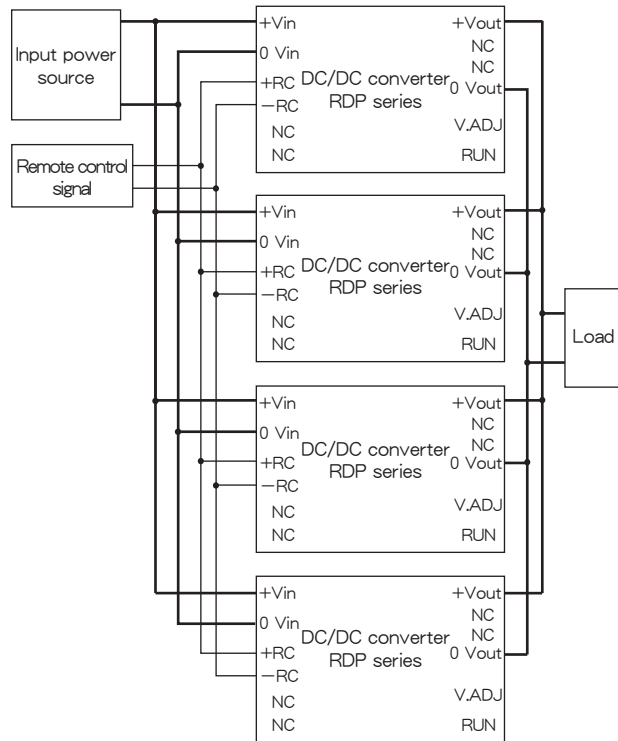 Input power
source
Remote control
signal
+Vin
0 Vin
+RC
−RC
NC
NC
DC/DC converter
RDP series
+Vout
NC
NC
0 Vout
V.ADJ
RUN
+Vin
0 Vin
+RC
−RC
NC
NC
DC/DC converter
RDP series
+Vout
NC
NC
0 Vout
V.ADJ
RUN
+Vin
0 Vin
+RC
−RC
NC
NC
DC/DC converter
RDP series
+Vout
NC
NC
0 Vout
V.ADJ
RUN
+Vin
0 Vin
+RC
−RC
NC
NC
DC/DC converter
RDP series
+Vout
NC
NC
0 Vout
V.ADJ
RUN
Load